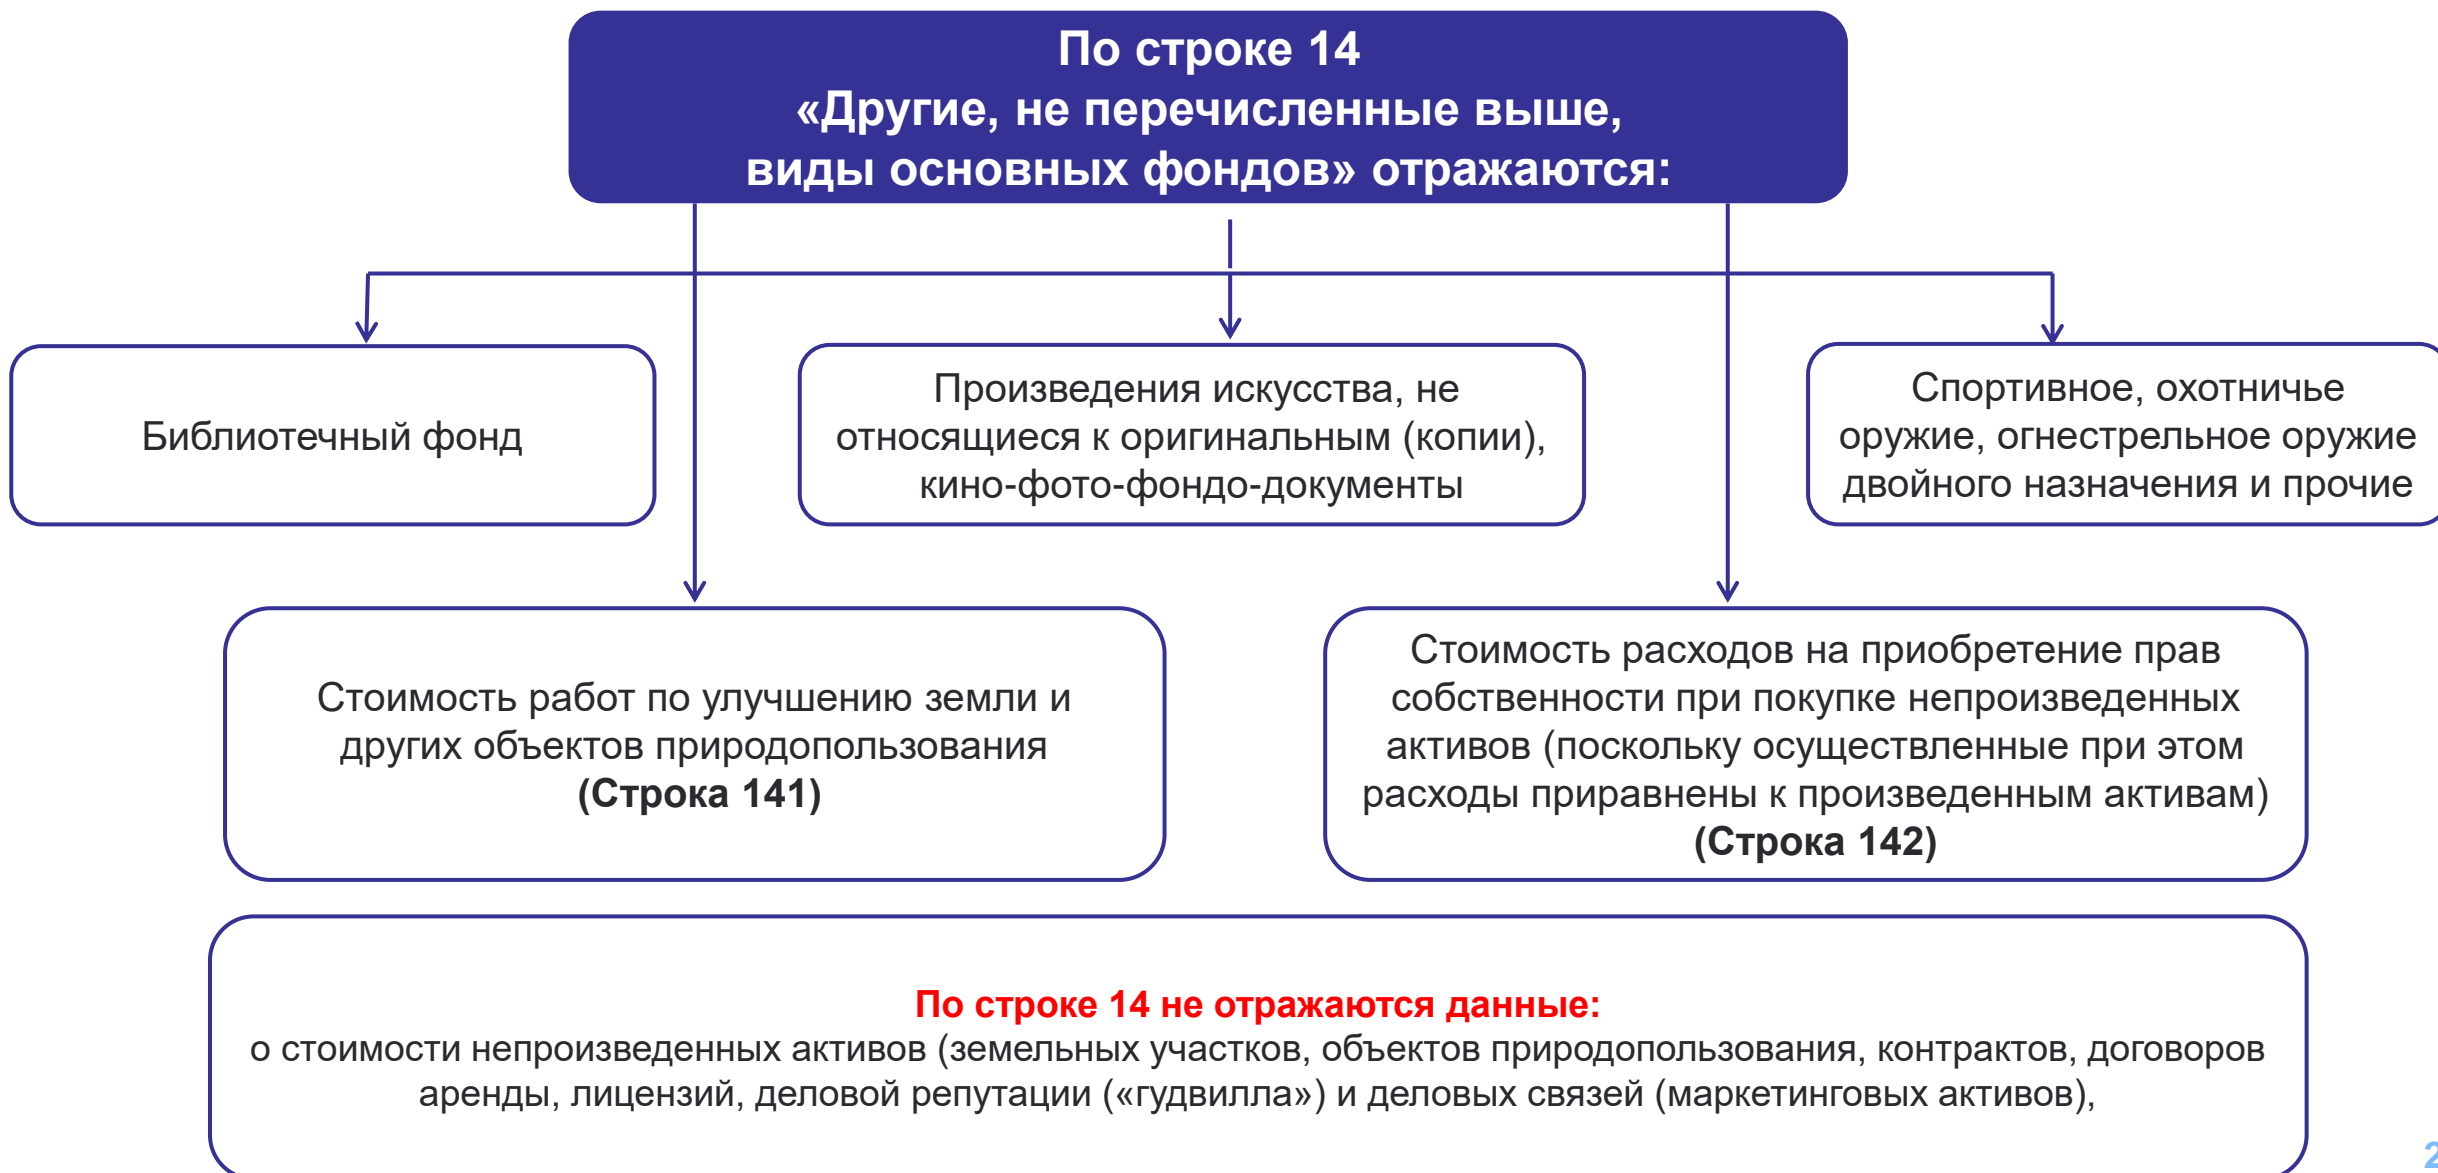 По строке 14
«Другие, не перечисленные выше,
виды основных фондов» отражаются:
Библиотечный фонд
Произведения искусства, не
относящиеся к оригинальным (копии),
кино-фото-фондо-документы
Спортивное, охотничье
оружие, огнестрельное оружие
двойного назначения и прочие
Стоимость работ по улучшению земли и
других объектов природопользования
(Строка 141)
Стоимость расходов на приобретение прав
собственности при покупке непроизведенных
активов (поскольку осуществленные при этом
расходы приравнены к произведенным активам)
(Строка 142)
По строке 14 не отражаются данные:
о стоимости непроизведенных активов (земельных участков, объектов природопользования, контрактов, договоров
аренды, лицензий, деловой репутации («гудвилла») и деловых связей (маркетинговых активов),
2